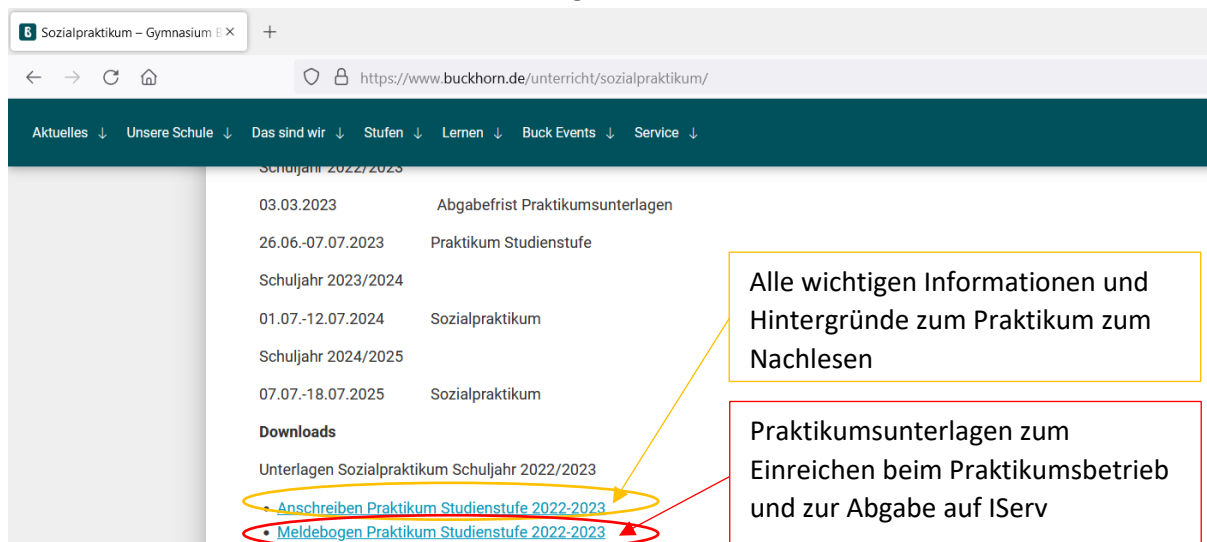 Sozialpraktikum – Gymnasium B
https://www.buckhorn.de/unterricht/sozialpraktikum/
Aktuelles ↓ Unsere Schule ↓ Das sind wir ↓ Stufen ↓ Lernen ↓ Buck Events ↓ Service ↓
Schuljahr 2022/2023
03.03.2023 Abgabefrist Praktikumsunterlagen
26.06.-07.07.2023 Praktikum Studienstufe
Schuljahr 2023/2024
01.07.-12.07.2024 Sozialpraktikum
Schuljahr 2024/2025
07.07.-18.07.2025 Sozialpraktikum
Downloads
Unterlagen Sozialpraktikum Schuljahr 2022/2023
• Anschreiben Praktikum Studienstufe 2022-2023
• Meldebogen Praktikum Studienstufe 2022-2023
Alle wichtigen Informationen und
Hintergründe zum Praktikum zum
Nachlesen
Praktikumsunterlagen zum
Einreichen beim Praktikumsbetrieb
und zur Abgabe auf IServ